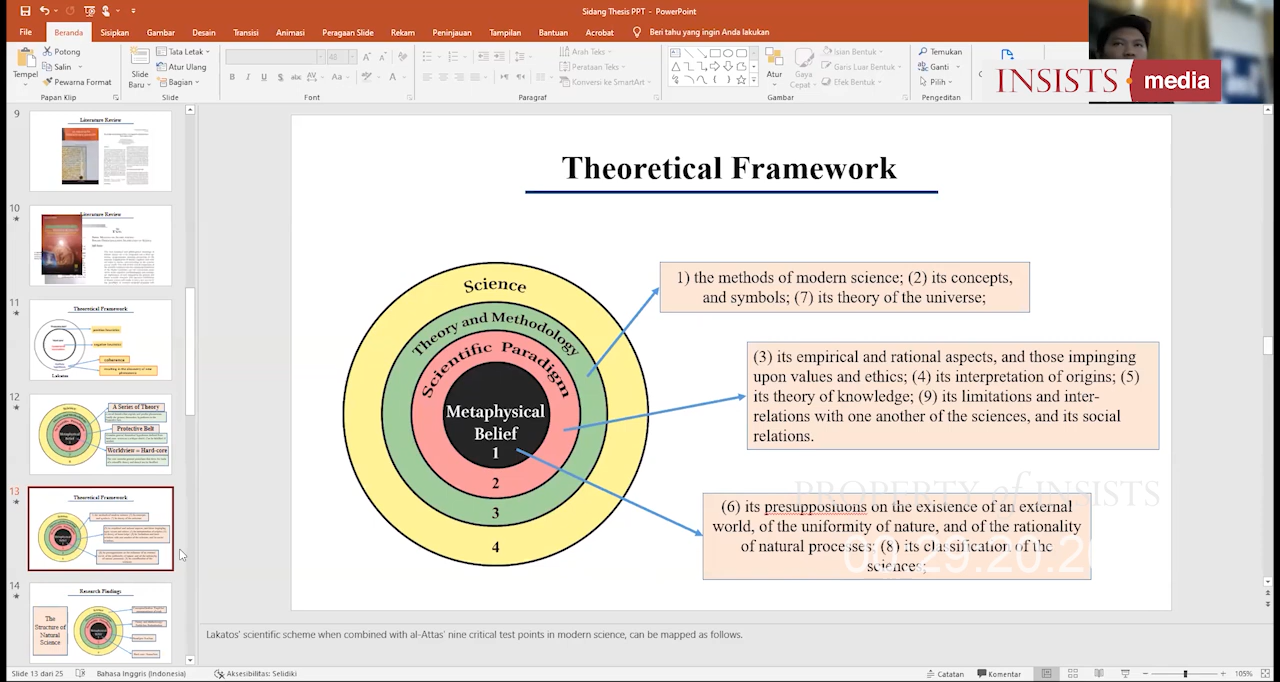 Sidang Thesis PPT - PowerPoint
File Beranda Sisipkan Gambar Desain Transisi Animasi Peragaan Slide Rekam Peninjauan Tampilan Bantuan Acrobat Beri tahu yang ingin Anda lakukan
Tempel
Potong
Salin
Pewarna Format
Papan Klip
Slide Baru
Tata Letak
Atur Ulang
Bagian
Slide
48
Font
Arah Teks
Perataan Teks
Konversi ke SmartArt
Paragraf
Atur
Gaya Cepat
Isian Bentuk
Garis Luar Bentuk
Efek Bentuk
Gambar
Temukan
Ganti
Pilih
Pengeditan
INSISTS media
9
Literature Review
10
Literature Review
11
Theoretical Framework
Lakatos
12
A Series of Theory
Protective Belt
Worldview = Hard-core
13
Theoretical Framework
14
Research Findings
The
Structure of
Natural
Science
Theoretical Framework
Science
Theory and Methodology
Scientific Paradigm
Metaphysical
Belief
1
2
3
4
1) the methods of modern science; (2) its concepts,
and symbols; (7) its theory of the universe;
(3) its empirical and rational aspects, and those impinging
upon values and ethics; (4) its interpretation of origins; (5)
its theory of knowledge; (9) its limitations and inter-
relations with one another of the sciences, and its social
relations.
(6) its presuppositions on the existence of an external
world, of the uniformity of nature, and of the rationality
of natural processes; (8) its classification of the
sciences;
PROPERTY of INSISTS
00:29:20.2
Lakatos' scientific scheme when combined with al-Attas' nine critical test points in modern science, can be mapped as follows.
Slide 13 dari 25 Bahasa Inggris (Indonesia) Aksesibilitas: Selidiki Catatan Komentar 105%